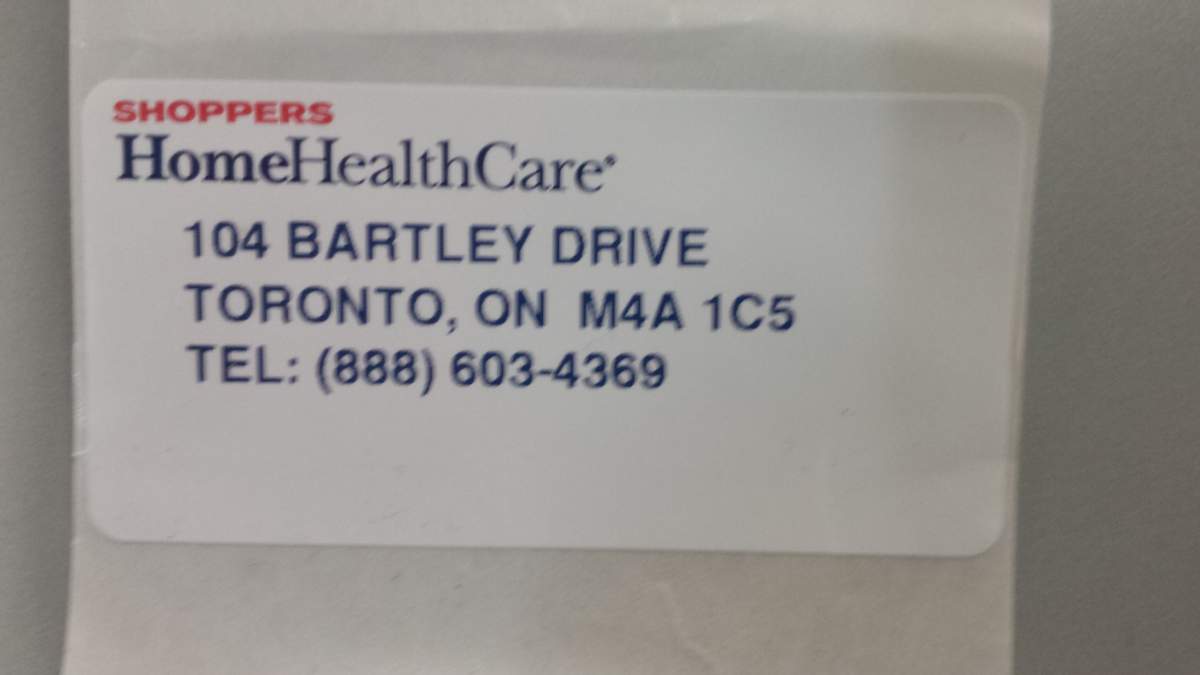 SHOPPERS
HomeHealthCare®
104 BARTLEY DRIVE
TORONTO, ON M4A 1C5
TEL: (888) 603-4369